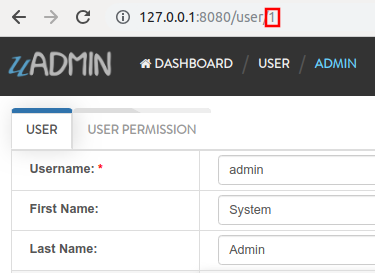 127.0.0.1:8080/user/1
uADMIN
DASHBOARD / USER / ADMIN
USER USER PERMISSION
Username: * admin
First Name: System
Last Name: Admin